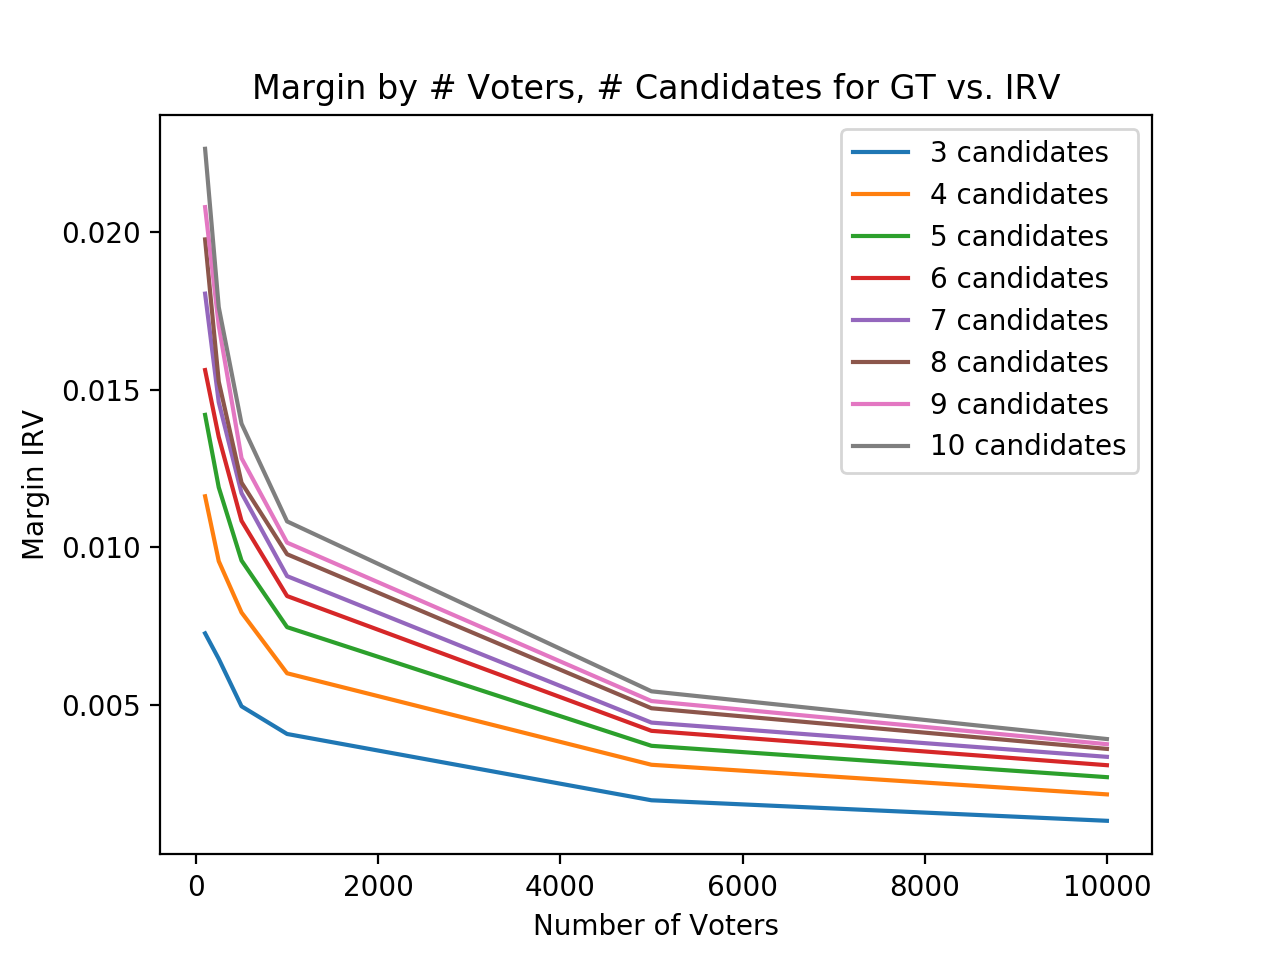 Margin by # Voters, # Candidates for GT vs. IRV
3 candidates
4 candidates
5 candidates
6 candidates
7 candidates
8 candidates
9 candidates
10 candidates
0.020
0.015
0.010
0.005
Margin IRV
0 2000 4000 6000 8000 10000
Number of Voters